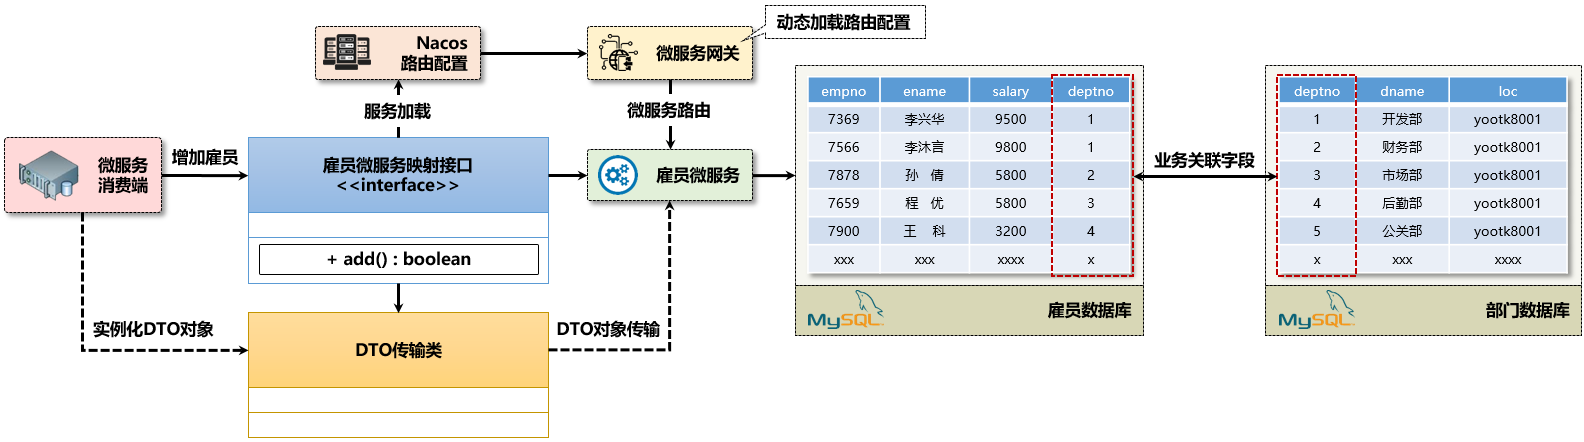 动态加载路由配置
Nacos
路由配置
微服务网关
服务加载
微服务路由
微服务
消费端
增加雇员
雇员微服务映射接口
<<interface>>
+ add() : boolean
雇员微服务
实例化DTO对象
DTO传输类
DTO对象传输
empno ename salary deptno
7369 李兴华 9500 1
7566 李沐言 9800 1
7878 孙 倩 5800 2
7659 程 优 5800 3
7900 王 科 3200 4
xxx xxx xxxx x
MySQL
雇员数据库
业务关联字段
deptno dname loc
1 开发部 yootk8001
2 财务部 yootk8001
3 市场部 yootk8001
4 后勤部 yootk8001
5 公关部 yootk8001
x xxx xxxx
MySQL
部门数据库